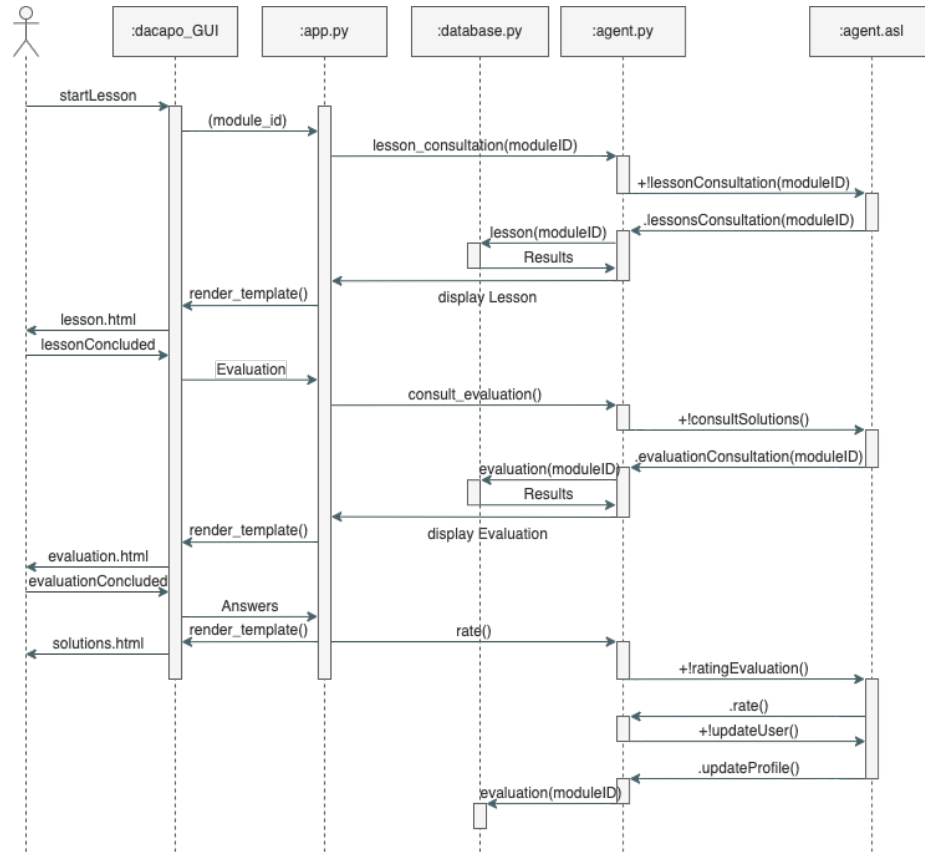 :dacapo_GUI
:app.py
:database.py
:agent.py
:agent.asl
startLesson
(module_id)
lesson_consultation(moduleID)
+!lessonConsultation(moduleID)
.lessonsConsultation(moduleID)
lesson(moduleID)
Results
display Lesson
render_template()
lesson.html
lessonConcluded
Evaluation
consult_evaluation()
+!consultSolutions()
.evaluationConsultation(moduleID)
evaluation(moduleID)
Results
display Evaluation
render_template()
evaluation.html
evaluationConcluded
Answers
render_template()
rate()
solutions.html
+!ratingEvaluation()
.rate()
+!updateUser()
.updateProfile()
evaluation(moduleID)